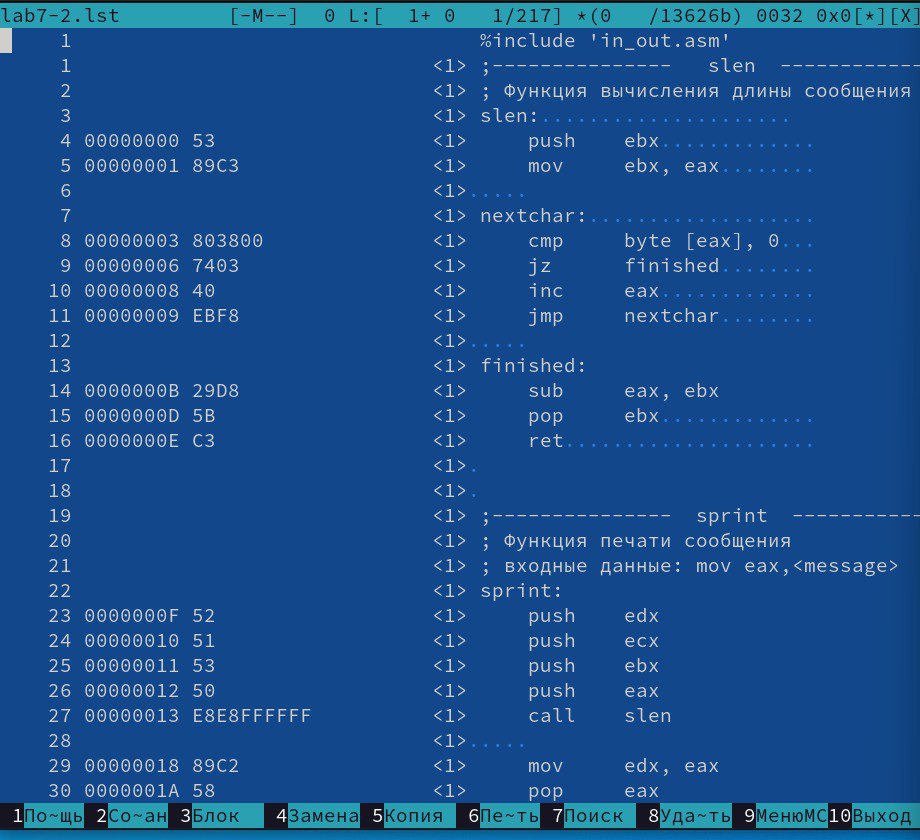 lab7-2.lst [-M--] 0 L:[ 1+ 0 1/217] *(0 /13626b) 0032 0x0[*][X]
1 %include 'in_out.asm'
1 <1> ;--------------- slen ------------
2 <1> ; Функция вычисления длины сообщения
3 <1> slen:.....................
4 00000000 53 <1> push ebx.............
5 00000001 89C3 <1> mov ebx, eax........
6 <1>.....
7 <1> nextchar:...................
8 00000003 803800 <1> cmp byte [eax], 0...
9 00000006 7403 <1> jz finished........
10 00000008 40 <1> inc eax.............
11 00000009 EBF8 <1> jmp nextchar........
12 <1>.....
13 <1> finished:
14 0000000B 29D8 <1> sub eax, ebx
15 0000000D 5B <1> pop ebx.............
16 0000000E C3 <1> ret.....................
17 <1>.
18 <1>.
19 <1> ;--------------- sprint -----------
20 <1> ; Функция печати сообщения
21 <1> ; входные данные: mov eax,<message>
22 <1> sprint:
23 0000000F 52 <1> push edx
24 00000010 51 <1> push ecx
25 00000011 53 <1> push ebx
26 00000012 50 <1> push eax
27 00000013 E8E8FFFFFF <1> call slen
28 <1>.....
29 00000018 89C2 <1> mov edx, eax
30 0000001A 58 <1> pop eax
1По~щь 2Со~ан 3Блок 4Замена 5Копия 6Пе~ть 7Поиск 8Уда~ть 9МенюМС 10Выход